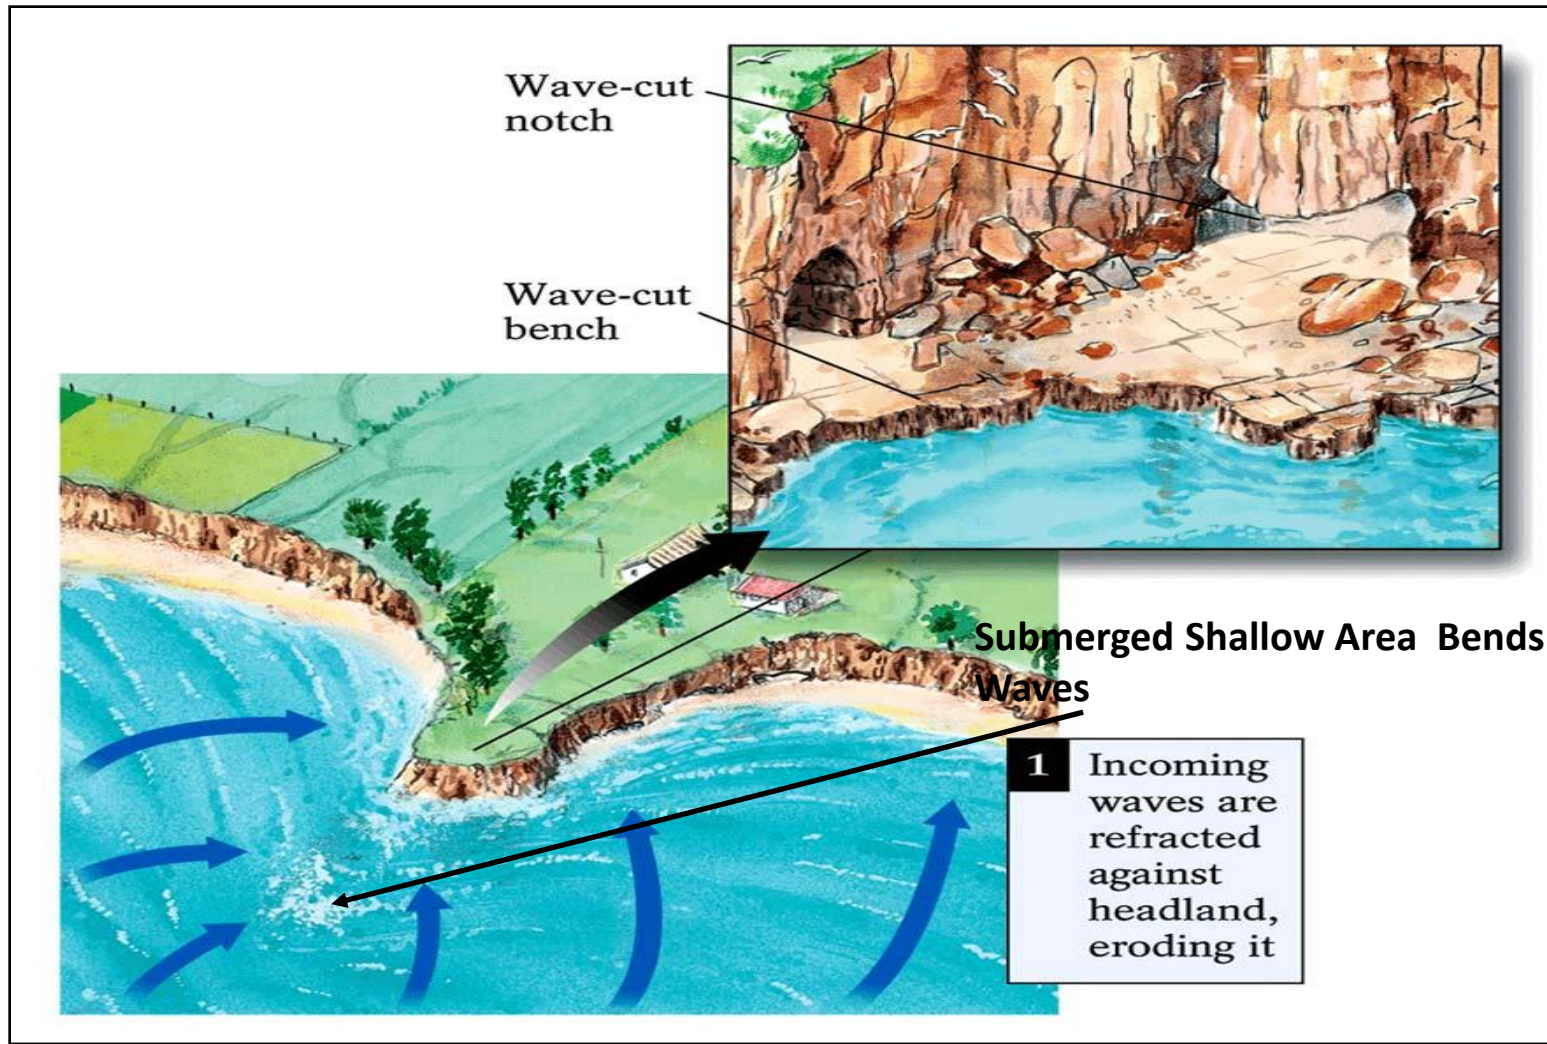 Wave-cut
notch
Wave-cut
bench
Submerged Shallow Area  Bends
Waves
1 Incoming
waves are
refracted
against
headland,
eroding it